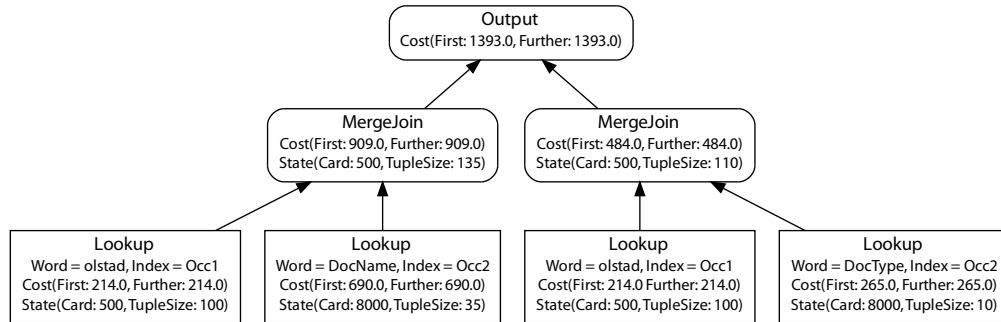 Output
Cost(First: 1393.0, Further: 1393.0)
MergeJoin
Cost(First: 909.0, Further: 909.0)
State(Card: 500, TupleSize: 135)
MergeJoin
Cost(First: 484.0, Further: 484.0)
State(Card: 500, TupleSize: 110)
Lookup
Word = olstad, Index = Occ1
Cost(First: 214.0, Further: 214.0)
State(Card: 500, TupleSize: 100)
Lookup
Word = DocName, Index = Occ2
Cost(First: 690.0, Further: 690.0)
State(Card: 8000, TupleSize: 35)
Lookup
Word = olstad, Index = Occ1
Cost(First: 214.0 Further: 214.0)
State(Card: 500, TupleSize: 100)
Lookup
Word = DocType, Index = Occ2
Cost(First: 265.0, Further: 265.0)
State(Card: 8000, TupleSize: 10)